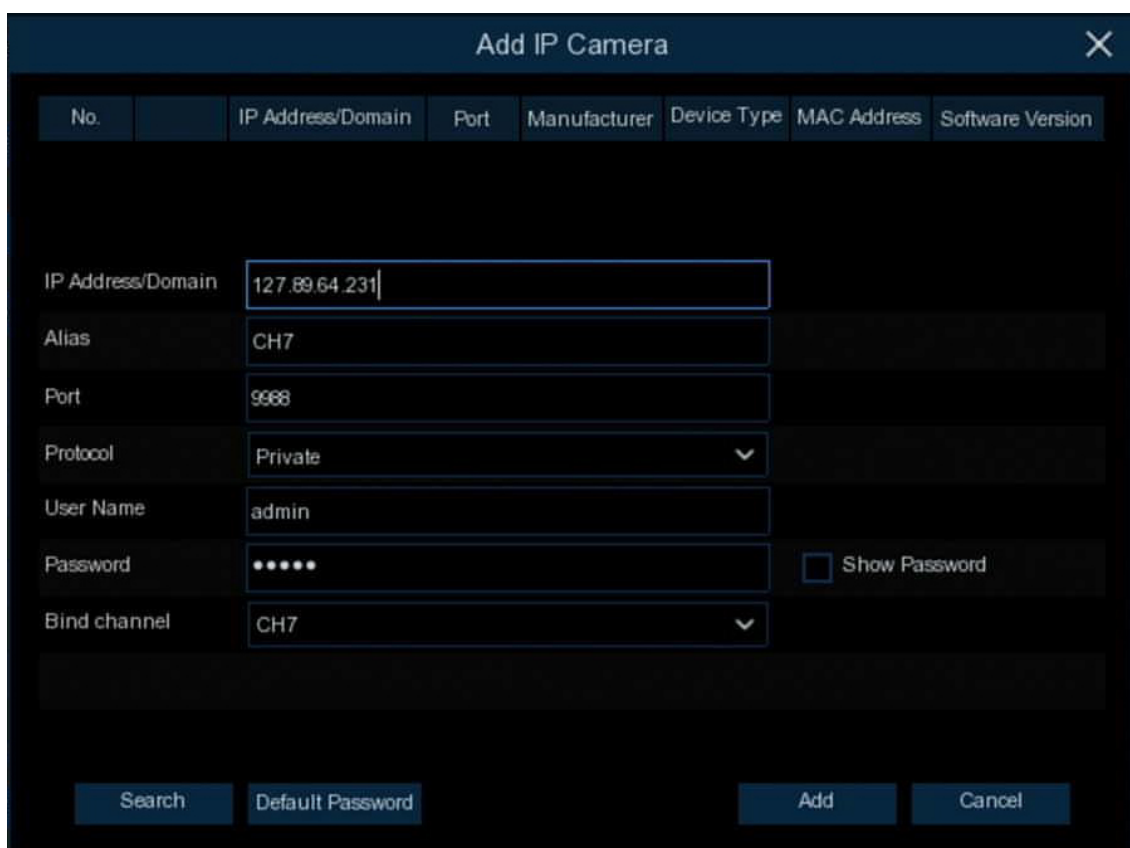 Add IP Camera
No. IP Address/Domain Port Manufacturer Device Type MAC Address Software Version
IP Address/Domain 127.89.64.231
Alias CH7
Port 9988
Protocol Private
User Name admin
Password •••••  Show Password
Bind channel CH7
Search Default Password Add Cancel